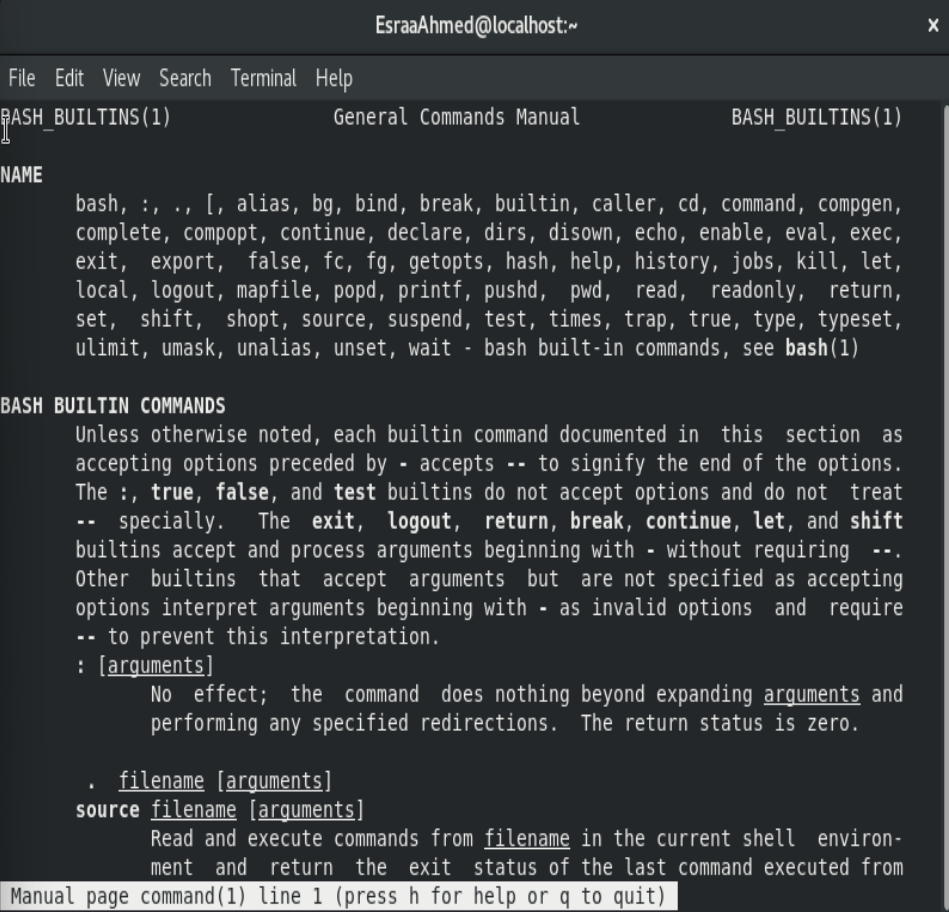 EsraaAhmed@localhost:~ ×
File Edit View Search Terminal Help
BASH_BUILTINS(1)               General Commands Manual              BASH_BUILTINS(1)
NAME
       bash, :, ., [, alias, bg, bind, break, builtin, caller, cd, command, compgen,
       complete, compopt, continue, declare, dirs, disown, echo, enable, eval, exec,
       exit,  export,  false, fc, fg, getopts, hash, help, history, jobs, kill, let,
       local, logout, mapfile, popd, printf, pushd,  pwd,  read,  readonly,  return,
       set,  shift,  shopt, source, suspend, test, times, trap, true, type, typeset,
       ulimit, umask, unalias, unset, wait - bash built-in commands, see bash(1)
BASH BUILTIN COMMANDS
       Unless otherwise noted, each builtin command documented in  this  section  as
       accepting options preceded by - accepts -- to signify the end of the options.
       The :, true, false, and test builtins do not accept options and do not  treat
       --  specially.   The  exit,  logout,  return, break, continue, let, and shift
       builtins accept and process arguments beginning with - without requiring  --.
       Other  builtins  that  accept  arguments  but  are not specified as accepting
       options interpret arguments beginning with - as invalid options  and  require
       -- to prevent this interpretation.
       : [arguments]
              No  effect;  the  command  does nothing beyond expanding arguments and
              performing any specified redirections.  The return status is zero.
        .  filename [arguments]
       source filename [arguments]
              Read and execute commands from filename in the current shell  environ-
              ment  and  return  the  exit  status of the last command executed from
Manual page command(1) line 1 (press h for help or q to quit)